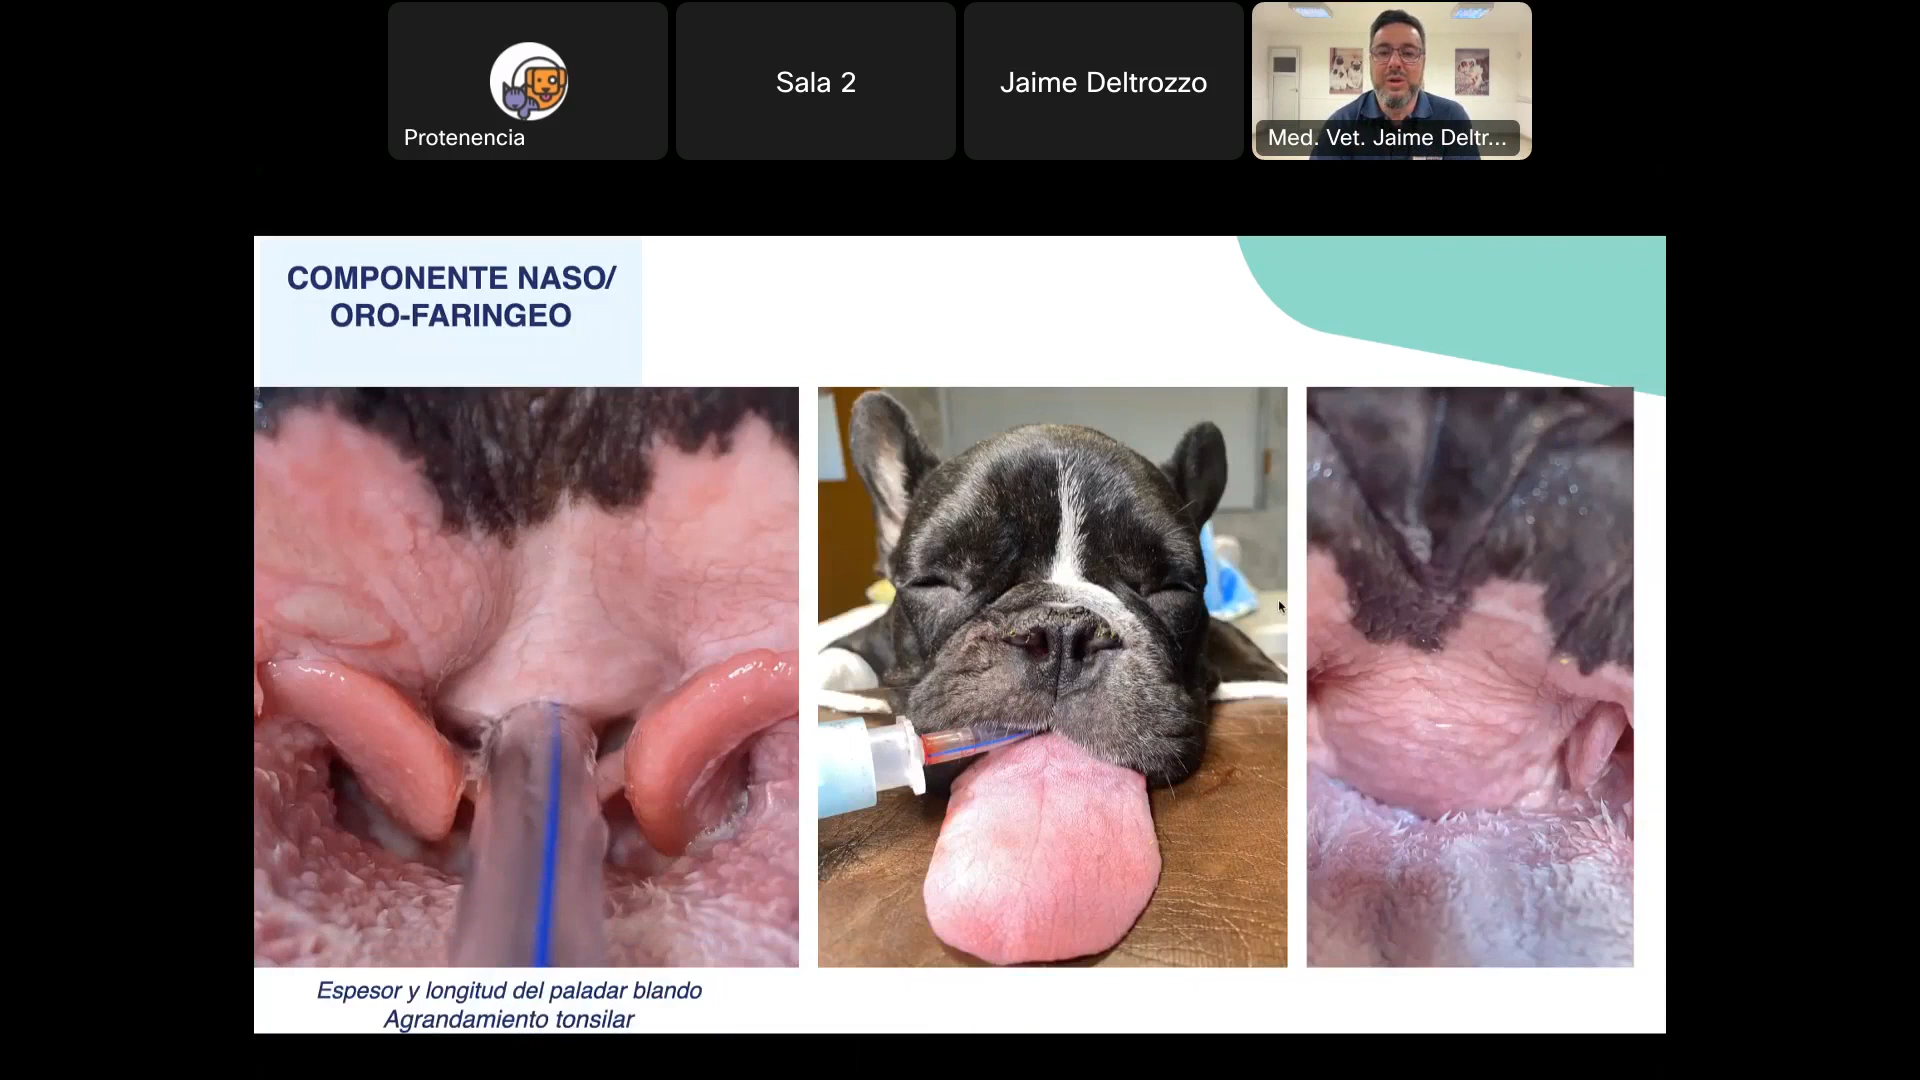 Protenencia
Sala 2
Jaime Deltrozzo
Med. Vet. Jaime Deltr...
COMPONENTE NASO/
ORO-FARINGEO
Espesor y longitud del paladar blando
Agrandamiento tonsilar